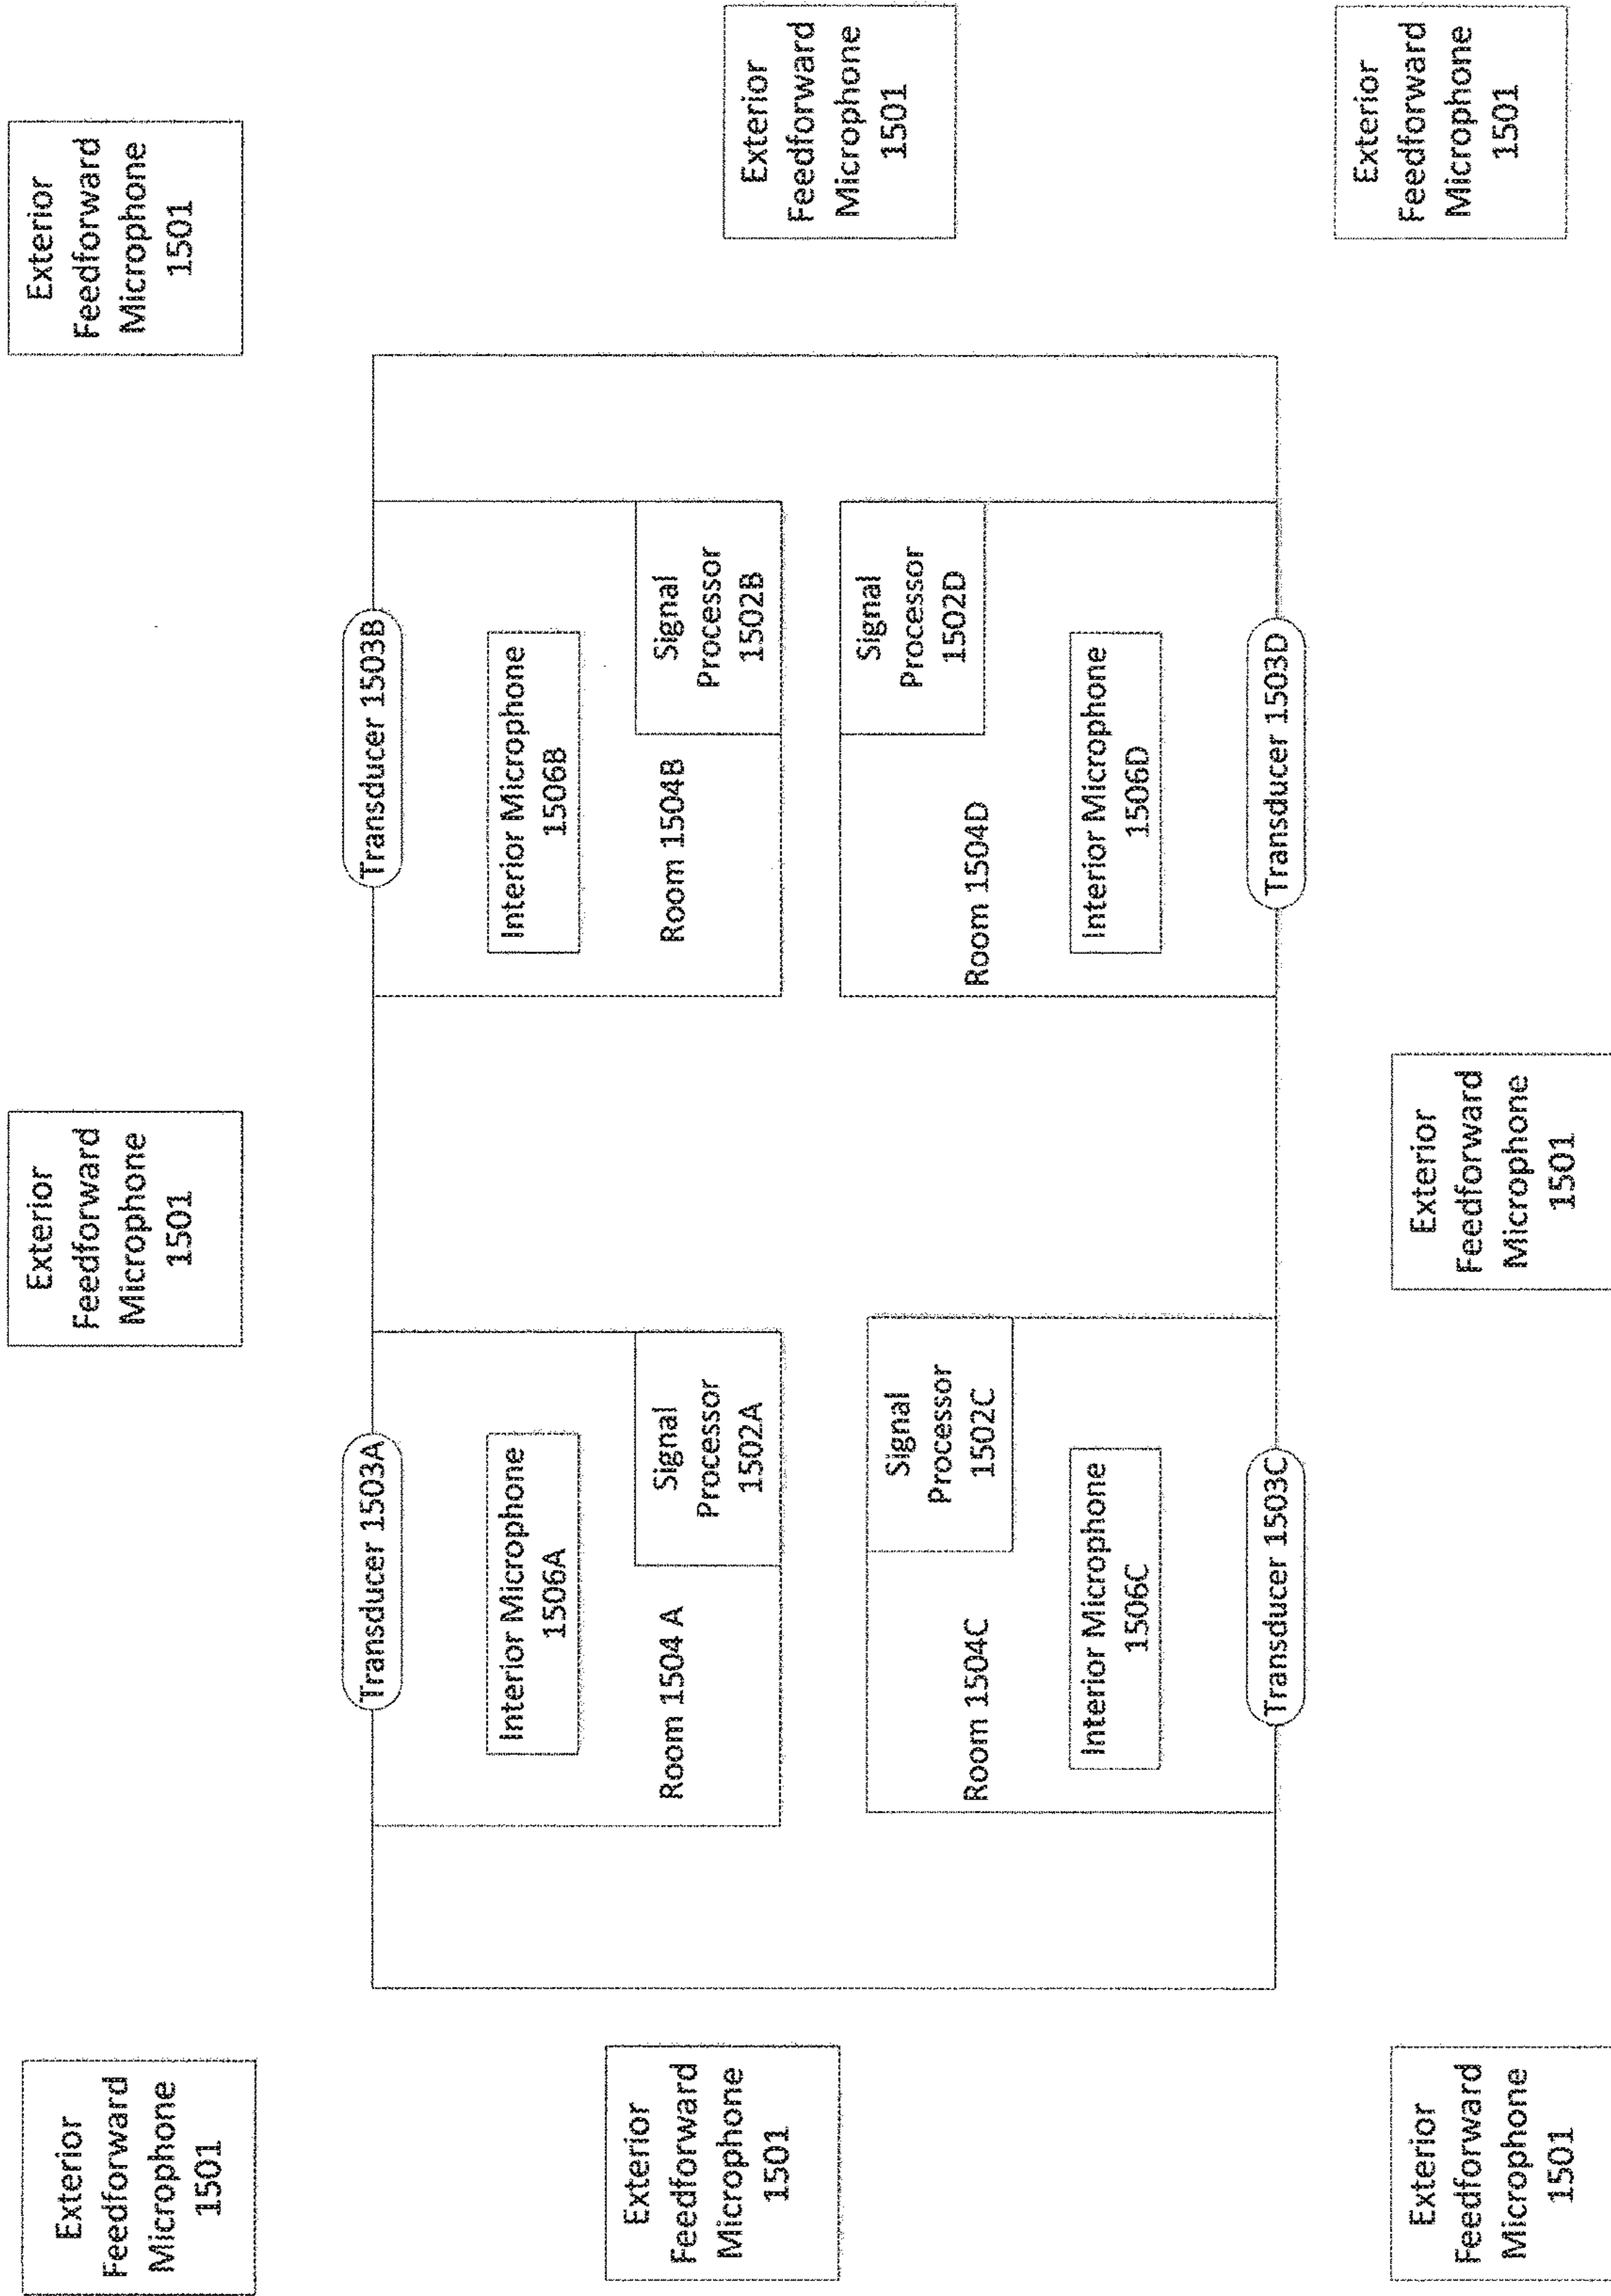 Exterior
Feedforward
Microphone
1501
Exterior
Feedforward
Microphone
1501
Exterior
Feedforward
Microphone
1501
Transducer 1503A
Transducer 1503B
Interior Microphone
1506A
Interior Microphone
1506B
Exterior
Feedforward
Microphone
1501
Room 1504 A
Signal
Processor
1502A
Room 1504B
Signal
Processor
1502B
Exterior
Feedforward
Microphone
1501
Signal
Processor
1502C
Room 1504C
Signal
Processor
1502D
Room 1504D
Interior Microphone
1506C
Interior Microphone
1506D
Transducer 1503C
Transducer 1503D
Exterior
Feedforward
Microphone
1501
Exterior
Feedforward
Microphone
1501
Exterior
Feedforward
Microphone
1501